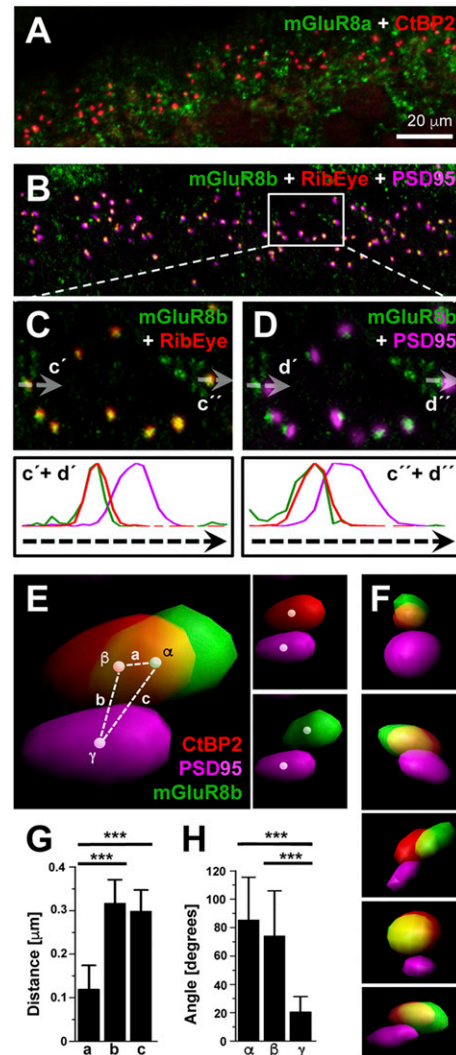 A
mGluR8a + CtBP2
20 μm
B
mGluR8b + RibEye + PSD95
C
mGluR8b
+ RibEye
c´
c´´
D
mGluR8b
+ PSD95
d´
d´´
c´+ d´
c´´+ d´´
E
β
a
α
b
c
γ
CtBP2
PSD95
mGluR8b
F
G
***
***
Distance [μm]
0.4
0.3
0.2
0.1
0
a
b
c
H
***
***
Angle [degrees]
120
100
80
60
40
20
0
α
β
γ